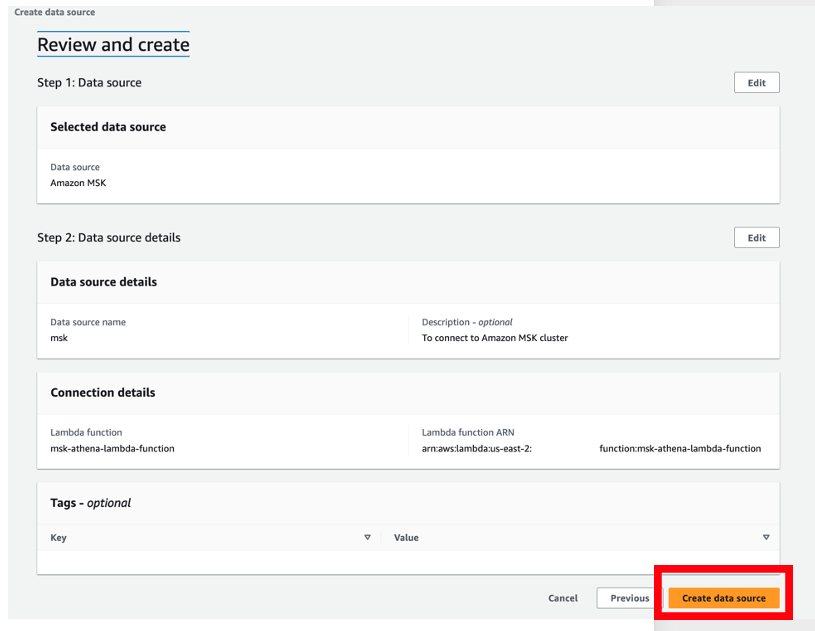 Create data source
Review and create
Step 1: Data source
Edit
Selected data source
Data source
Amazon MSK
Step 2: Data source details
Edit
Data source details
Data source name
msk
Description - optional
To connect to Amazon MSK cluster
Connection details
Lambda function
msk-athena-lambda-function
Lambda function ARN
arn:aws:lambda:us-east-2: function:msk-athena-lambda-function
Tags - optional
Key
Value
Cancel
Previous
Create data source